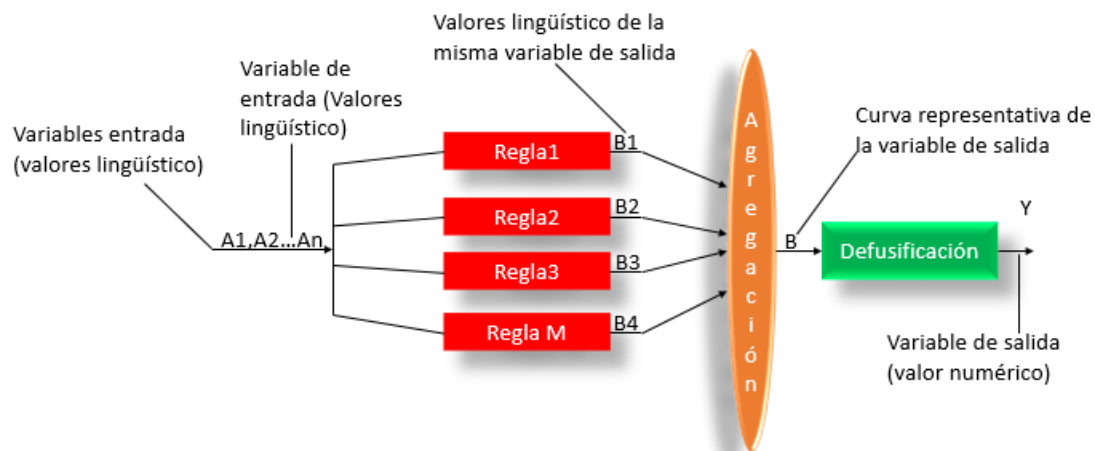 Variables entrada
(valores lingüístico)
A1,A2...An
Variable de
entrada (Valores
lingüístico)
Valores lingüístico de la
misma variable de salida
Regla1
B1
Regla2
B2
Regla3
B3
Regla M
B4
Agregación
B
Curva representativa de
la variable de salida
Defusificación
Y
Variable de salida
(valor numérico)